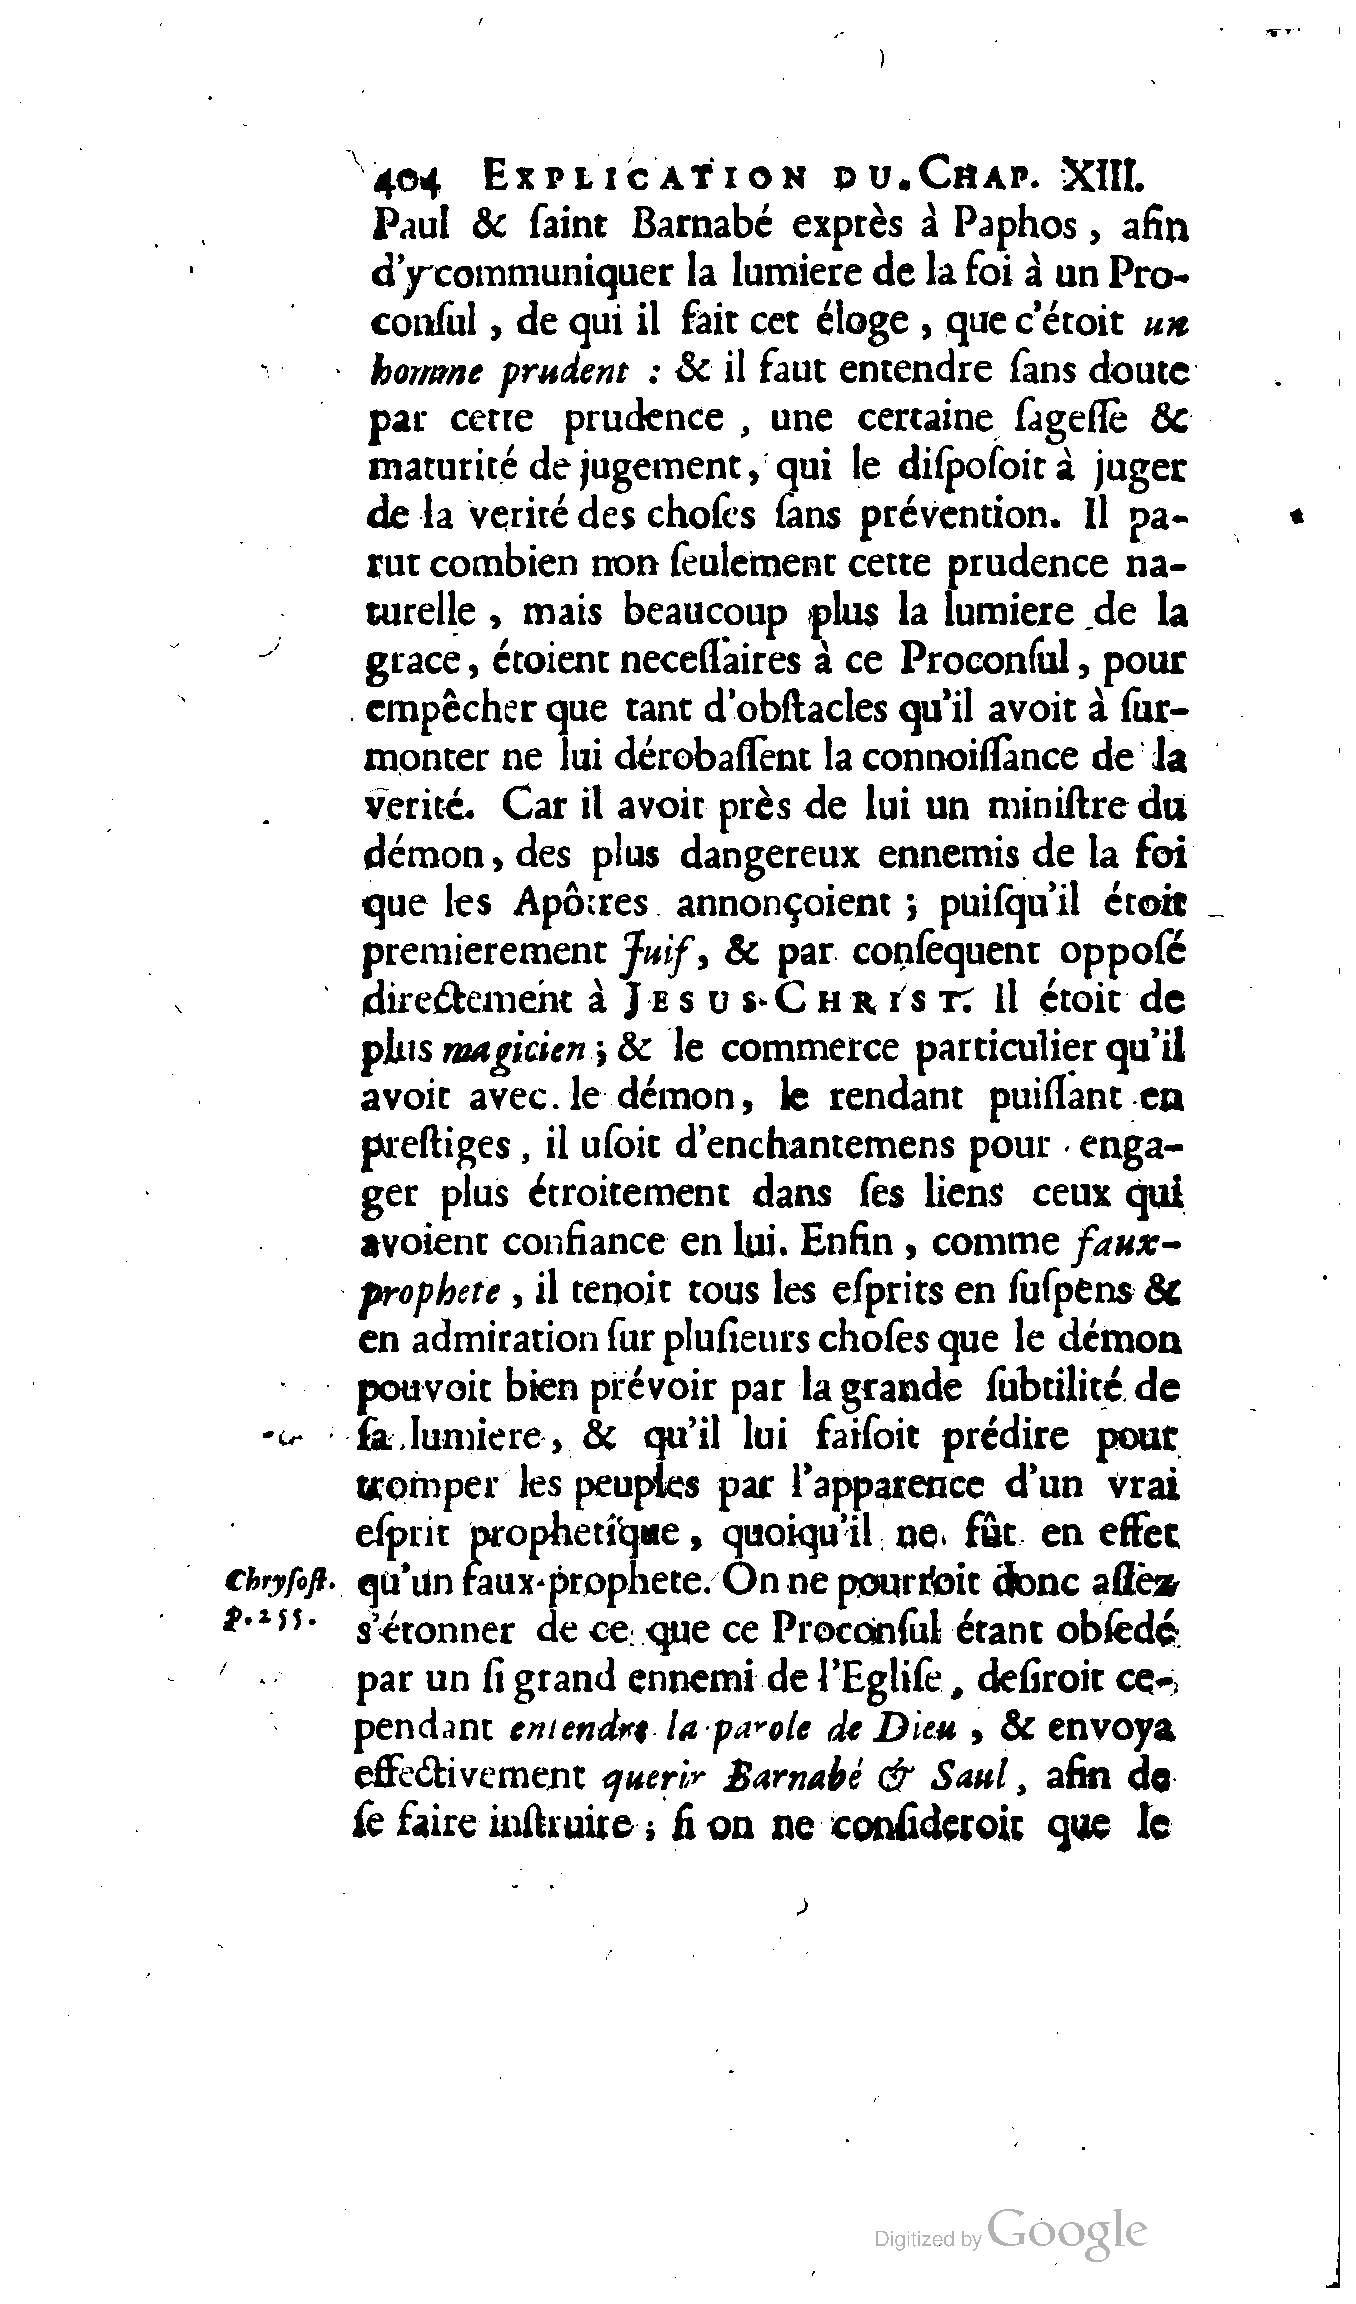 404 EXPLICATION DU CHAP. XIII.
Paul & ſaint Barnabé exprès à Paphos, afin
d'y communiquer la lumiere de la foi à un Pro-
conſul, de qui il fait cet éloge, que c'étoit un
homme prudent : & il faut entendre ſans doute
par cette prudence, une certaine ſageſſe &
maturité de jugement, qui le diſpoſoit à juger
de la verité des choſes ſans prévention. Il pa-
rut combien non ſeulement cette prudence na-
turelle, mais beaucoup plus la lumiere de la
grace, étoient neceſſaires à ce Proconſul, pour
empêcher que tant d'obſtacles qu'il avoit à ſur-
monter ne lui dérobaſſent la connoiſſance de la
verité. Car il avoit près de lui un miniſtre du
démon, des plus dangereux ennemis de la foi
que les Apôtres annonçoient ; puiſqu'il étoit
premierement Juif, & par conſequent oppoſé
directement à JESUS-CHRIST. Il étoit de
plus magicien ; & le commerce particulier qu'il
avoit avec le démon, le rendant puiſſant en
preſtiges, il uſoit d'enchantemens pour enga-
ger plus étroitement dans ſes liens ceux qui
avoient confiance en lui. Enfin, comme faux-
prophete, il tenoit tous les eſprits en ſuſpens &
en admiration ſur pluſieurs choſes que le démon
pouvoit bien prévoir par la grande ſubtilité de
ſa lumiere, & qu'il lui faiſoit prédire pour
tromper les peuples par l'apparence d'un vrai
eſprit prophetique, quoiqu'il ne fût en effet
Chryſoſt. qu'un faux-prophete. On ne pourroit donc aſſez
p. 255. s'étonner de ce que ce Proconſul étant obſedé
par un ſi grand ennemi de l'Egliſe, deſiroit ce-
pendant entendre la parole de Dieu, & envoya
effectivement querir Barnabé & Saul, afin de
ſe faire inſtruire ; ſi on ne conſideroit que le
Digitized by Google